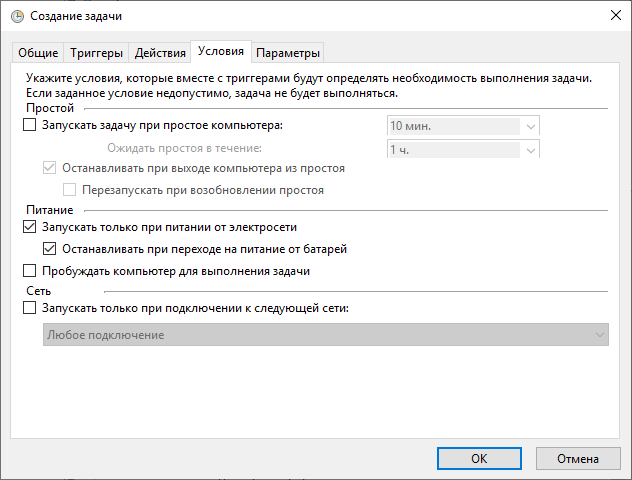 Создание задачи
Общие Триггеры Действия Условия Параметры
Укажите условия, которые вместе с триггерами будут определять необходимость выполнения задачи.
Если заданное условие недопустимо, задача не будет выполняться.
Простой
Запускать задачу при простое компьютера: 10 мин.
Ожидать простоя в течение: 1 ч.
Останавливать при выходе компьютера из простоя
Перезапускать при возобновлении простоя
Питание
Запускать только при питании от электросети
Останавливать при переходе на питание от батарей
Пробуждать компьютер для выполнения задачи
Сеть
Запускать только при подключении к следующей сети:
Любое подключение
ОК Отмена